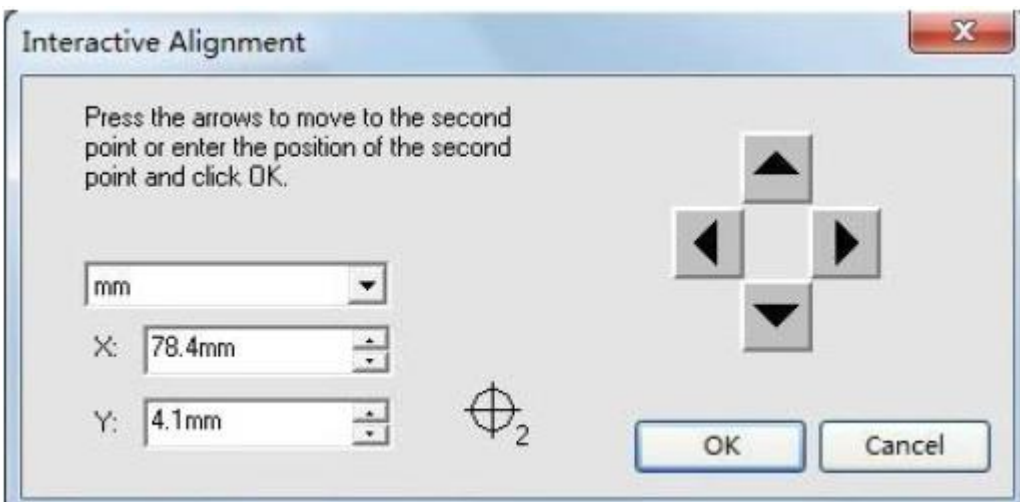 Interactive Alignment
Press the arrows to move to the second
point or enter the position of the second
point and click OK.
mm
X: 78.4mm
Y: 4.1mm
2
OK
Cancel